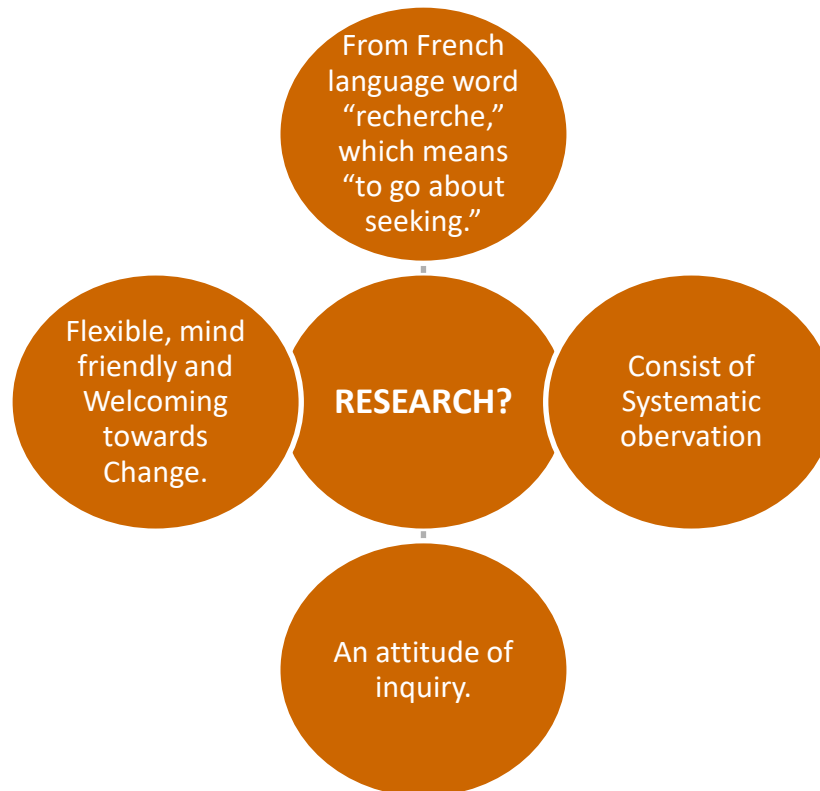 From French
language word
“recherche,”
which means
“to go about
seeking.”
Flexible, mind
friendly and
Welcoming
towards
Change.
RESEARCH?
Consist of
Systematic
obervation
An attitude of
inquiry.